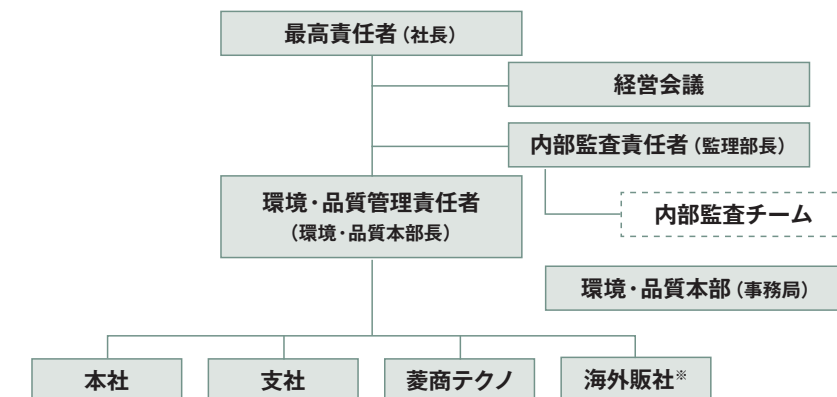 最高責任者（社長）
経営会議
内部監査責任者（監理部長）
環境・品質管理責任者
（環境・品質本部長）
内部監査チーム
環境・品質本部（事務局）
本社
支社
菱商テクノ
海外販社※